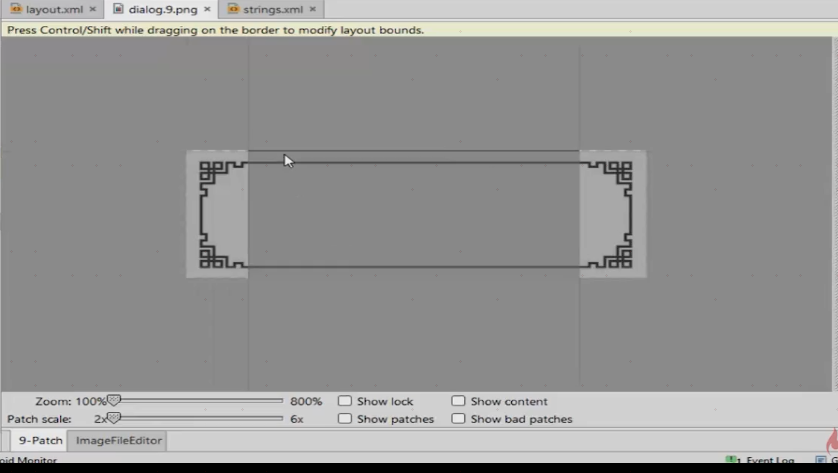 layout.xml dialog.9.png strings.xml
Press Control/Shift while dragging on the border to modify layout bounds.
Zoom: 100% 800% Show lock Show content
Patch scale: 2x 6x Show patches Show bad patches
9-Patch ImageFileEditor
oid Monitor 1 Event Log G